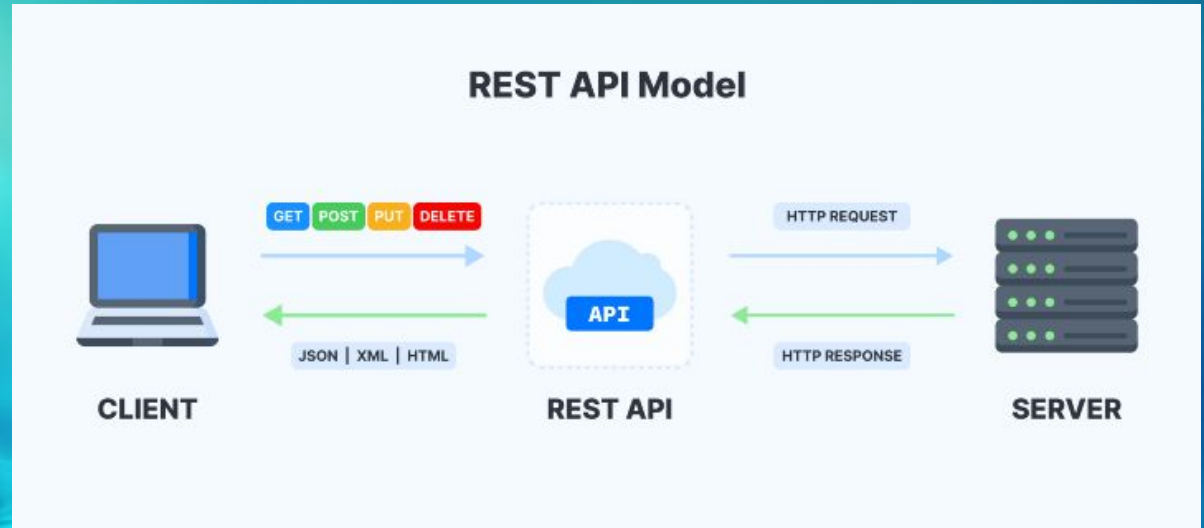 REST API Model
GET POST PUT DELETE
HTTP REQUEST
API
JSON | XML | HTML
HTTP RESPONSE
CLIENT
REST API
SERVER